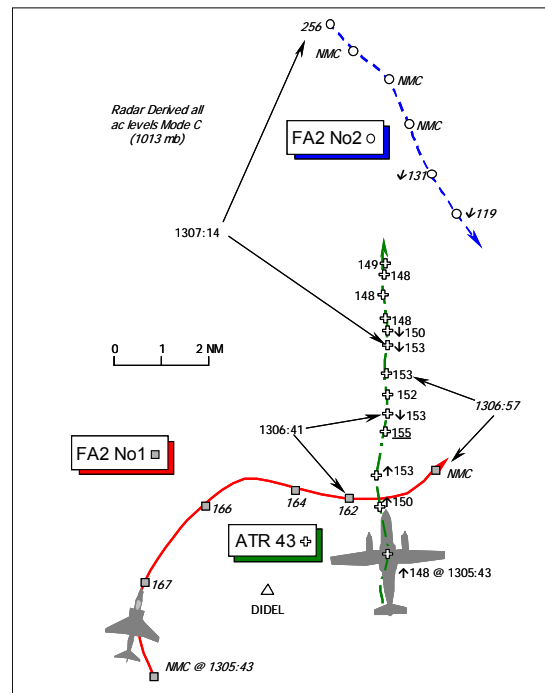 256
NMC
NMC
Radar Derived all
ac levels Mode C
(1013 mb)
FA2 No2
NMC
↓131
↓119
1307:14
149
148
148
148
↓150
↓153
0 1 2 NM
153
1306:57
152
1306:41
↓153
155
FA2 No1
↑153
NMC
164
162
↑150
166
ATR 43
↑148 @ 1305:43
167
DIDEL
NMC @ 1305:43